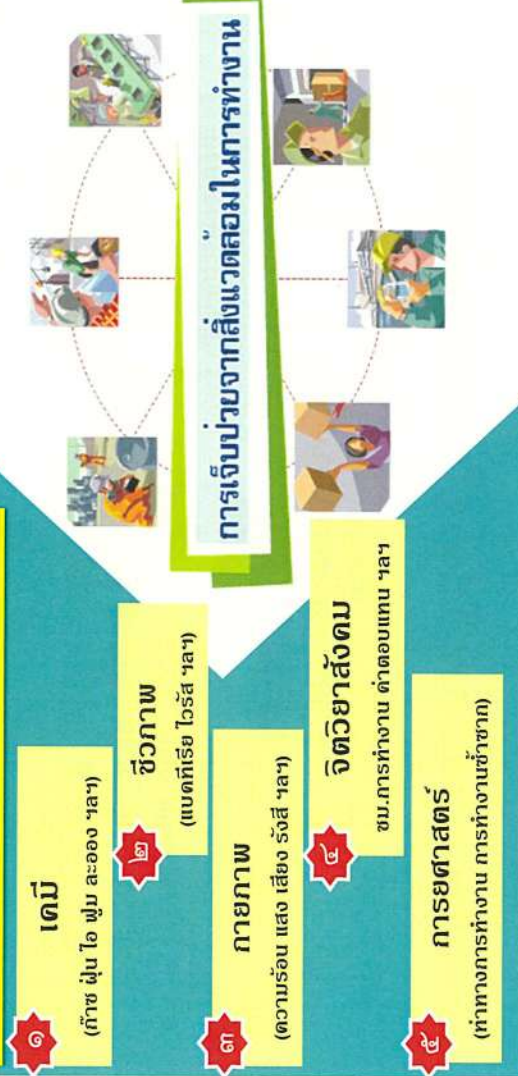 ๑
เคมี
(ก๊าซ ฝุ่น ไอ ฟูม ละออง ฯลฯ)
๒
ชีวภาพ
(แบคทีเรีย ไวรัส ฯลฯ)
๓
กายภาพ
(ความร้อน แสง เสียง รังสี ฯลฯ)
๔
จิตวิทยาสังคม
ชม.การทำงาน ค่าตอบแทน ฯลฯ
๕
การยศาสตร์
(ท่าทางการทำงาน การทำงานซ้ำซาก)
การเจ็บป่วยจากสิ่งแวดล้อมในการทำงาน